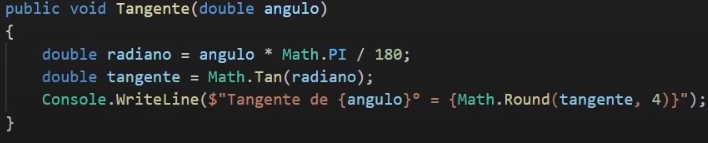 public void Tangente(double angulo)
{
double radiano = angulo * Math.PI / 180;
double tangente = Math.Tan(radiano);
Console.WriteLine($"Tangente de {angulo}° = {Math.Round(tangente, 4)}");
}